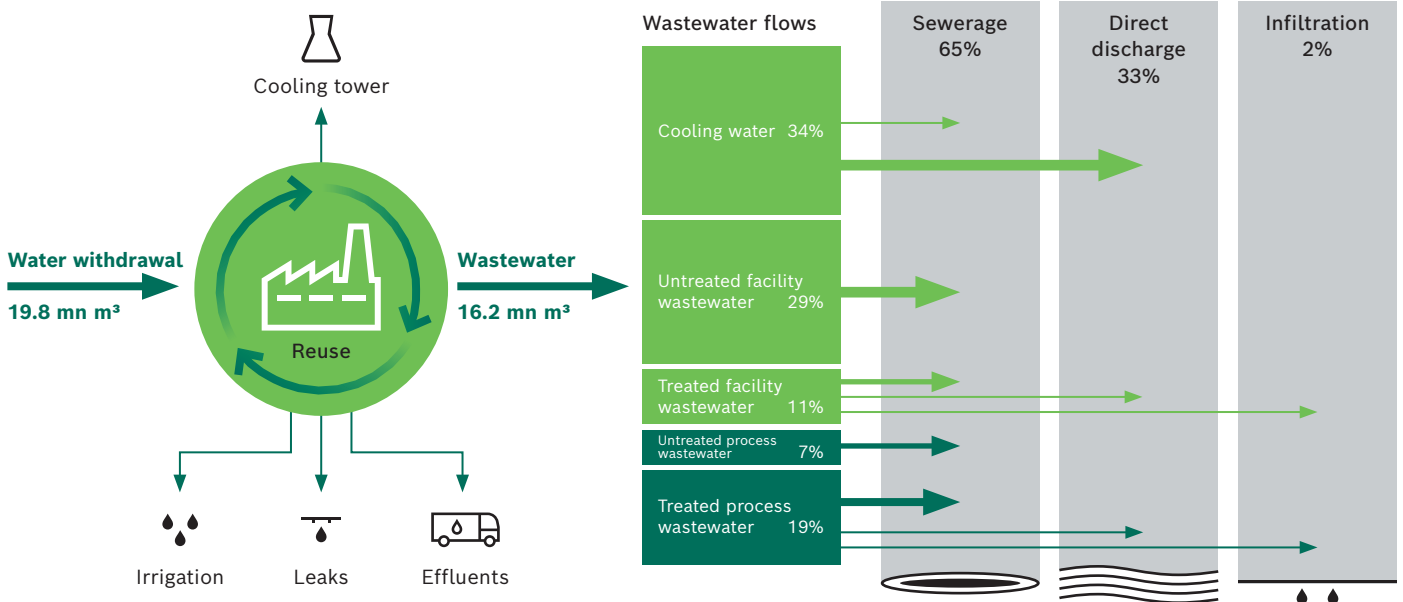 Cooling tower
Water withdrawal
19.8 mn m³
Reuse
Wastewater
16.2 mn m³
Irrigation
Leaks
Effluents
Wastewater flows
Sewerage
65%
Direct
discharge
33%
Infiltration
2%
Cooling water 34%
Untreated facility
wastewater 29%
Treated facility
wastewater 11%
Untreated process
wastewater 7%
Treated process
wastewater 19%